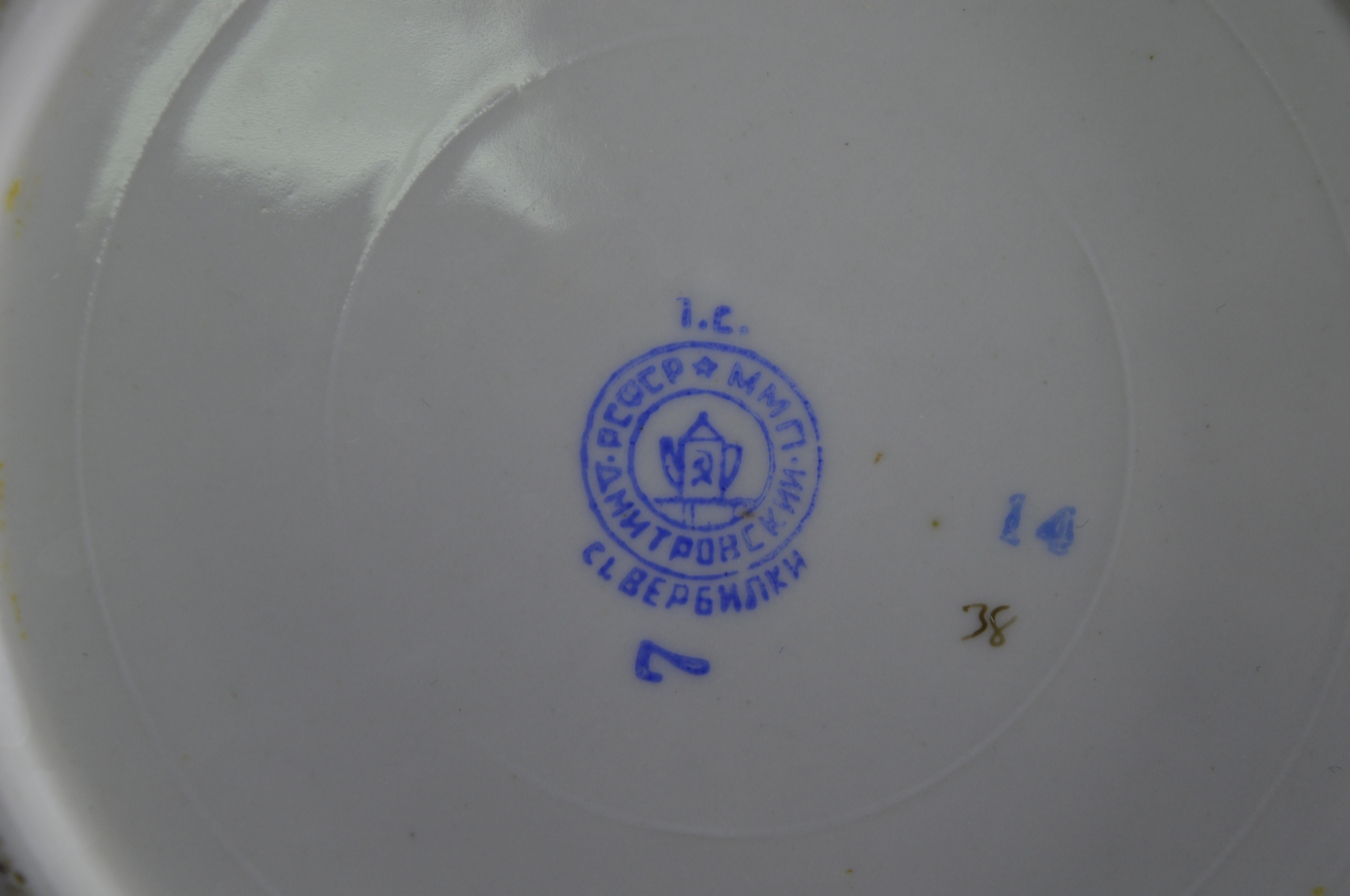 1.с.
РСФСР ★ ММП
ДМИТРОВСКИЙ
СТ. ВЕРБИЛКИ
7
14
38